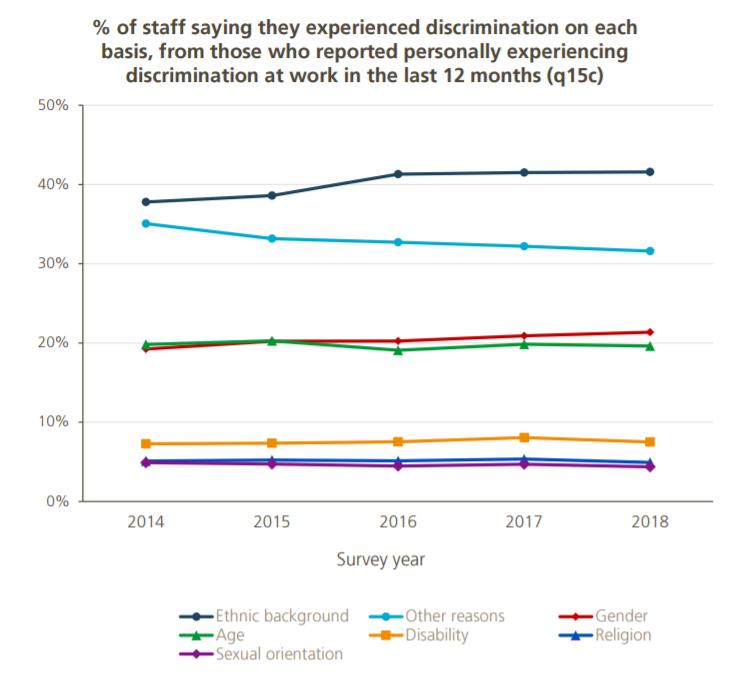 % of staff saying they experienced discrimination on each
basis, from those who reported personally experiencing
discrimination at work in the last 12 months (q15c)
50%
40%
30%
20%
10%
0%
2014 2015 2016 2017 2018
Survey year
Ethnic background Other reasons Gender
Age Disability Religion
Sexual orientation